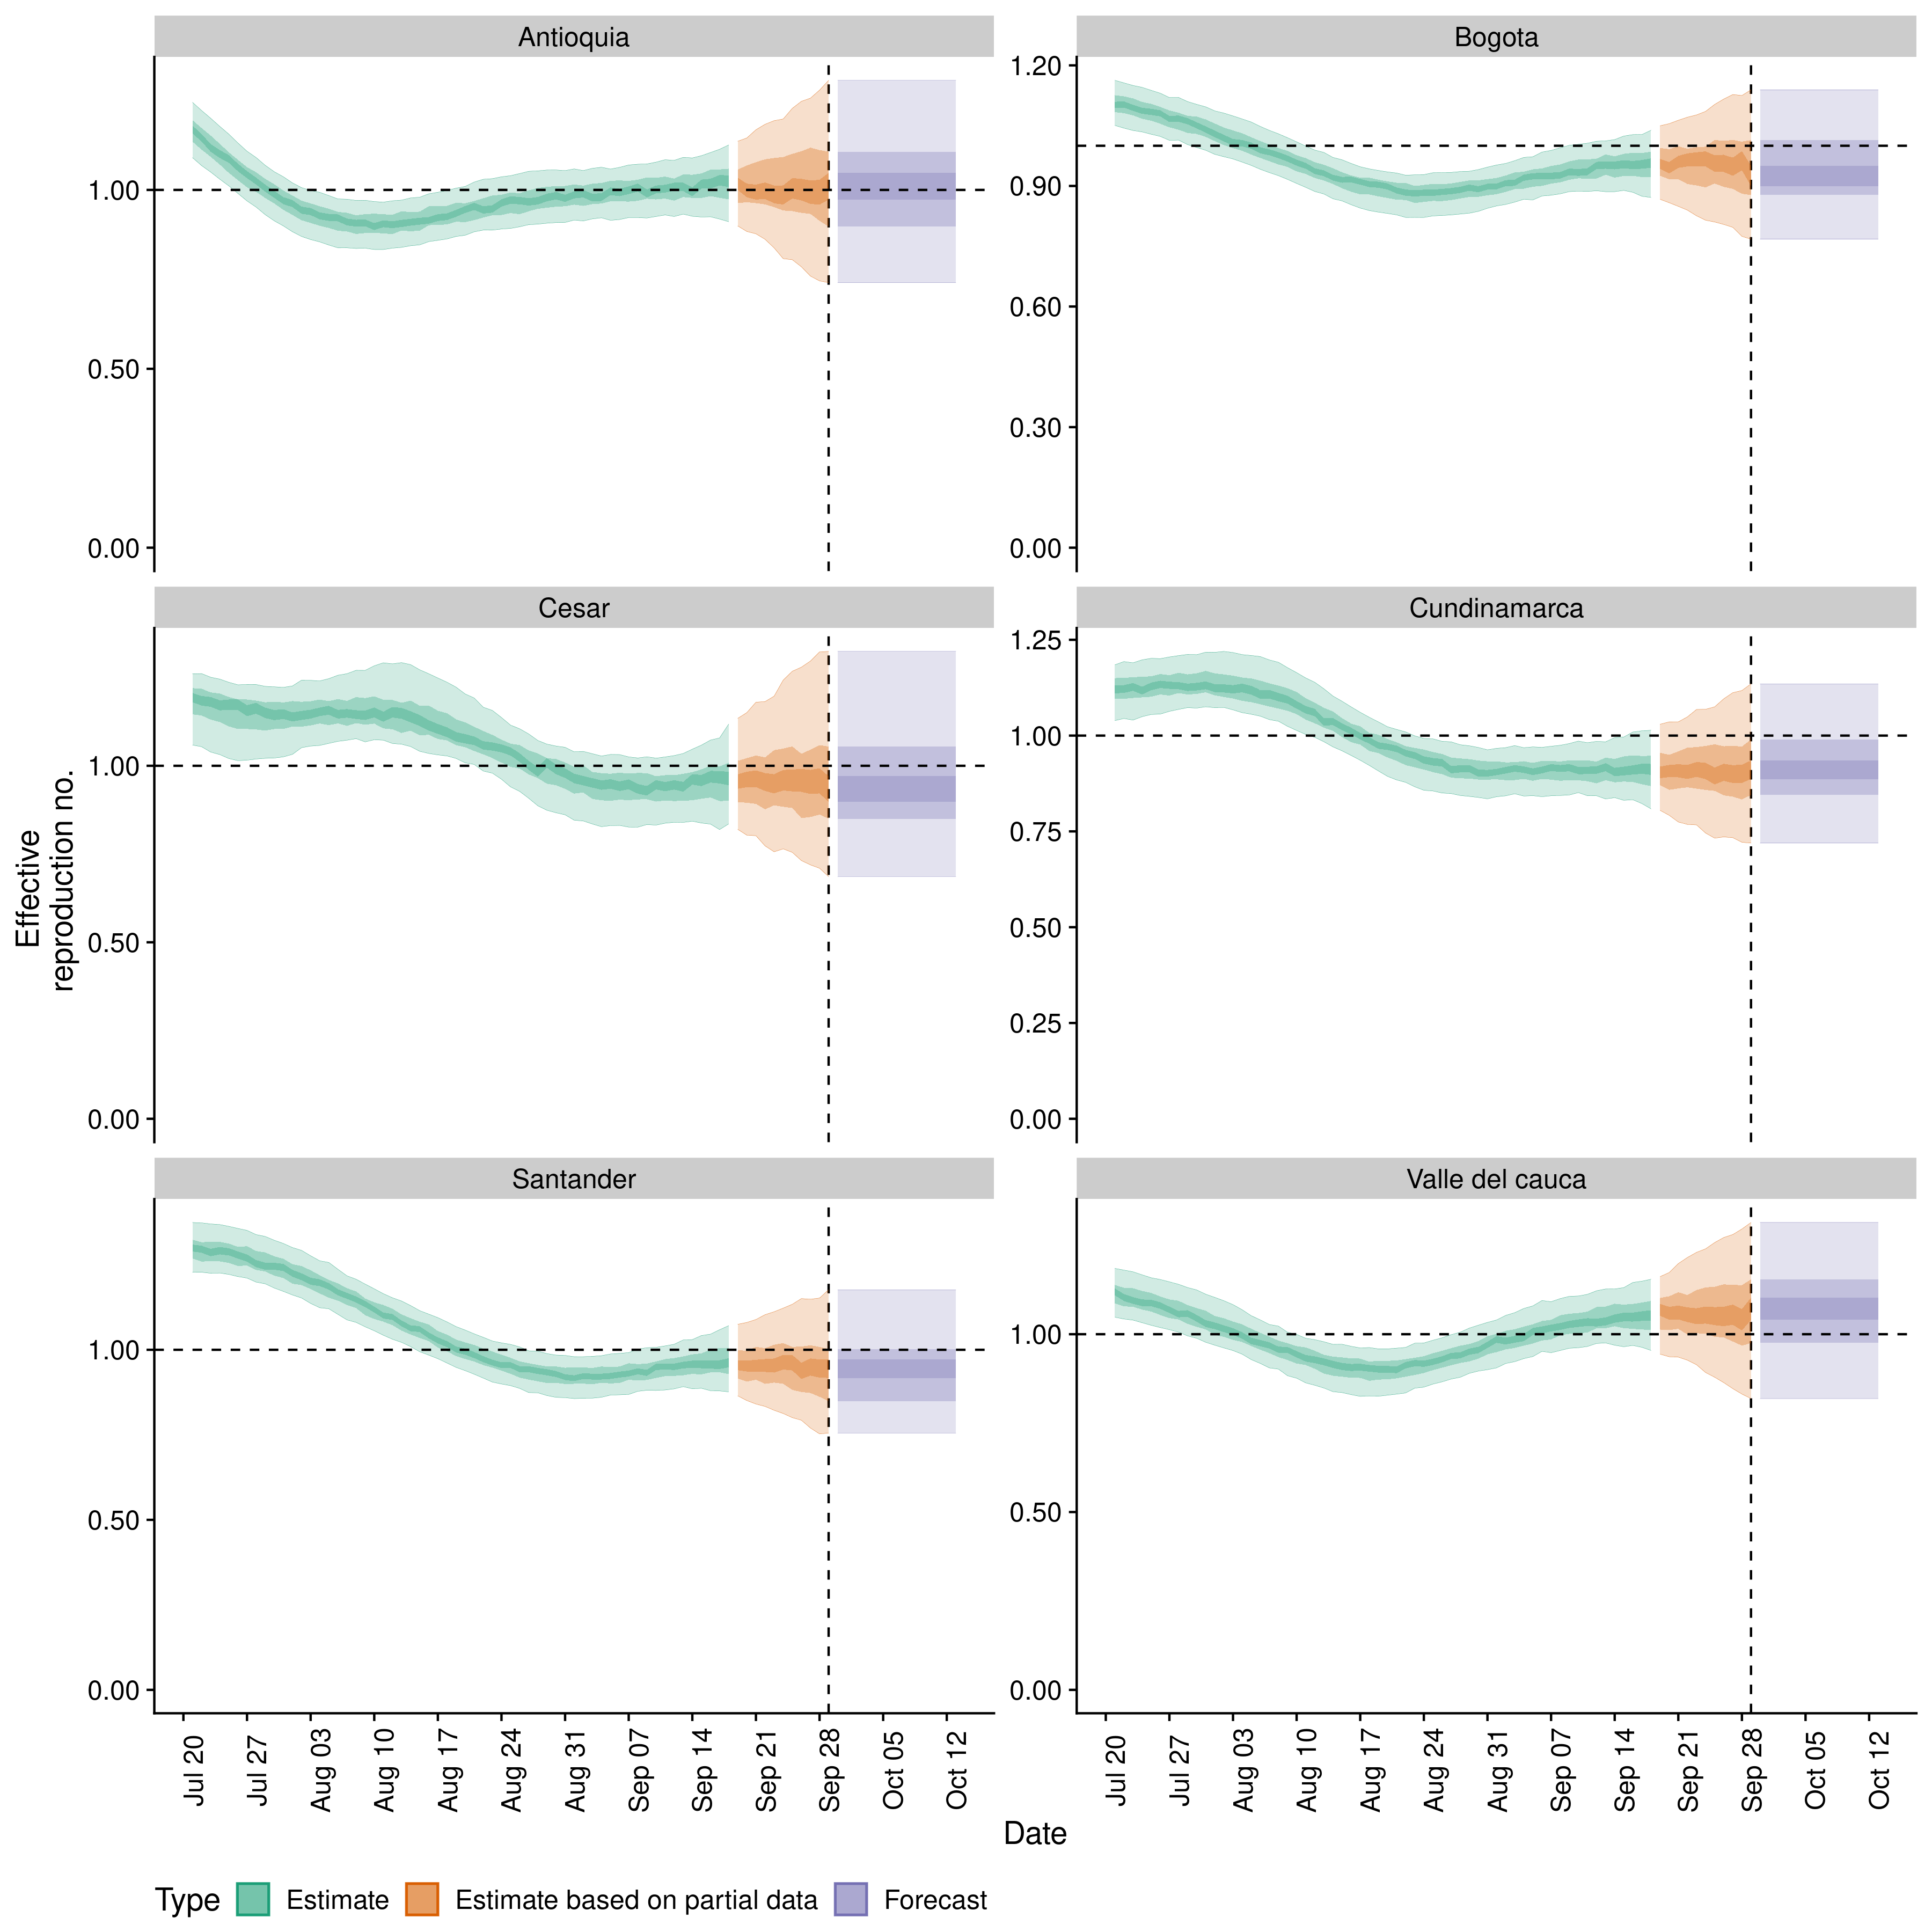 Antioquia
Bogota
1.00
0.50
0.00
1.20
0.90
0.60
0.30
0.00
Cesar
Cundinamarca
1.00
0.50
0.00
1.25
1.00
0.75
0.50
0.25
0.00
Effective
reproduction no.
Santander
Valle del cauca
1.00
0.50
0.00
1.00
0.50
0.00
Jul 20
Jul 27
Aug 03
Aug 10
Aug 17
Aug 24
Aug 31
Sep 07
Sep 14
Sep 21
Sep 28
Oct 05
Oct 12
Jul 20
Jul 27
Aug 03
Aug 10
Aug 17
Aug 24
Aug 31
Sep 07
Sep 14
Sep 21
Sep 28
Oct 05
Oct 12
Date
Type Estimate Estimate based on partial data Forecast